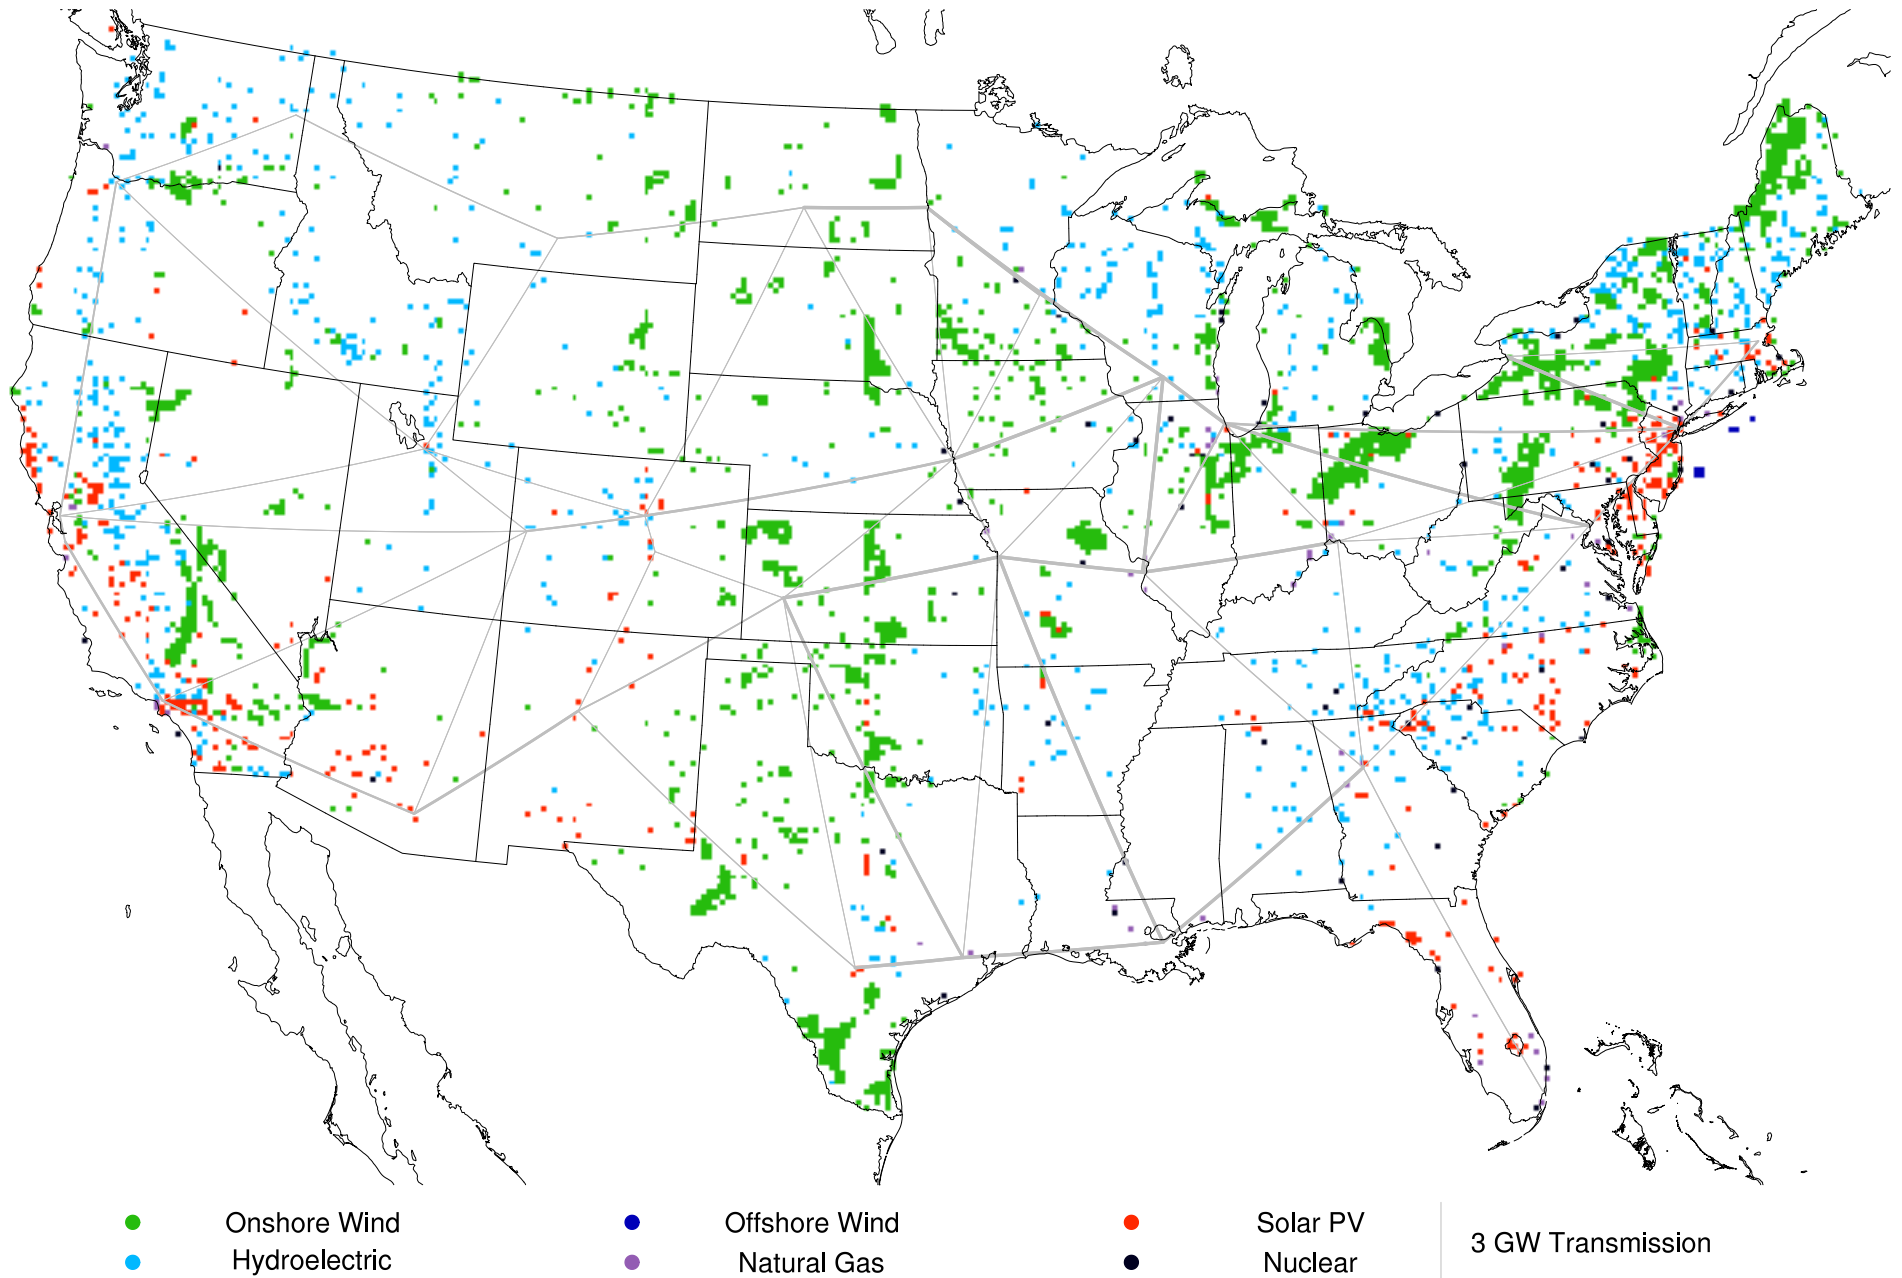 Onshore Wind
Offshore Wind
Solar PV
Hydroelectric
Natural Gas
Nuclear
3 GW Transmission